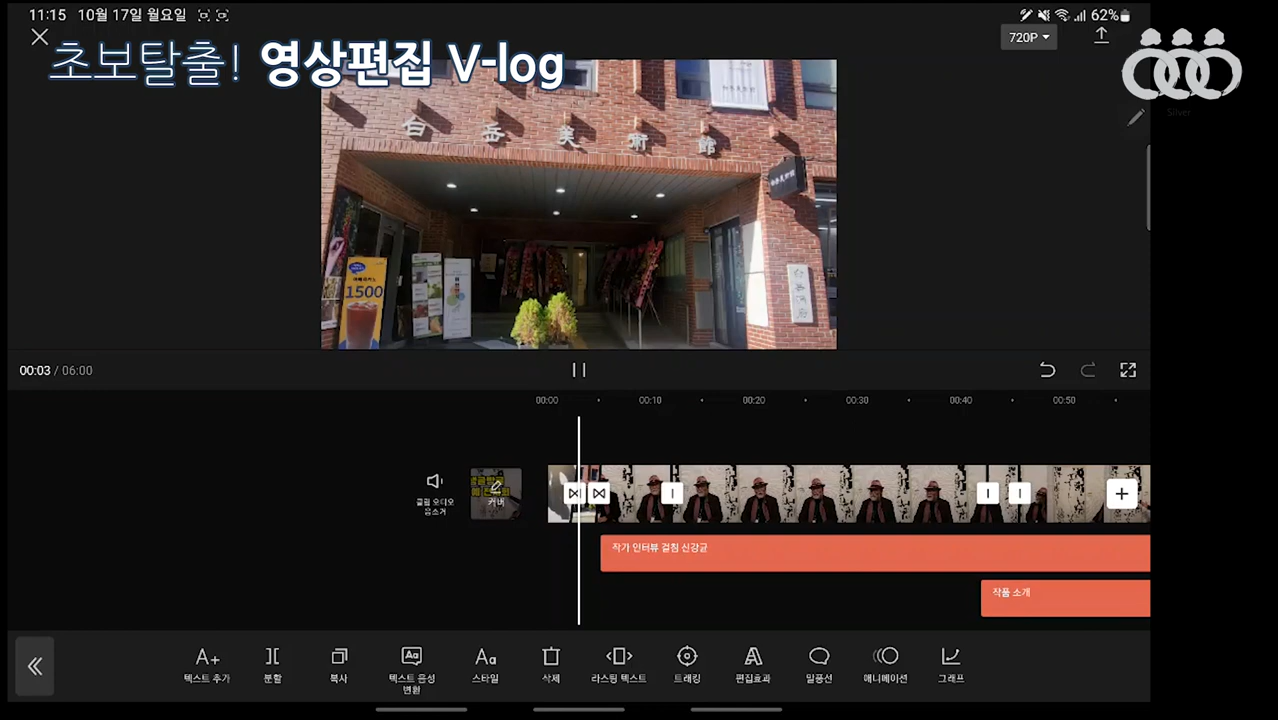 11:15 10월 17일 월요일
62%
720P
초보탈출! 영상편집 V-log
Silver
白岳美術館
1500
00:03 / 06:00
00:00 00:10 00:20 00:30 00:40 00:50
클립 오디오
음소거
커버
작가 인터뷰 걸침 신강균
작품 소개
텍스트 추가
분할
복사
텍스트 음성
변환
스타일
삭제
라스팅 텍스트
트래킹
편집효과
말풍선
애니메이션
그래프